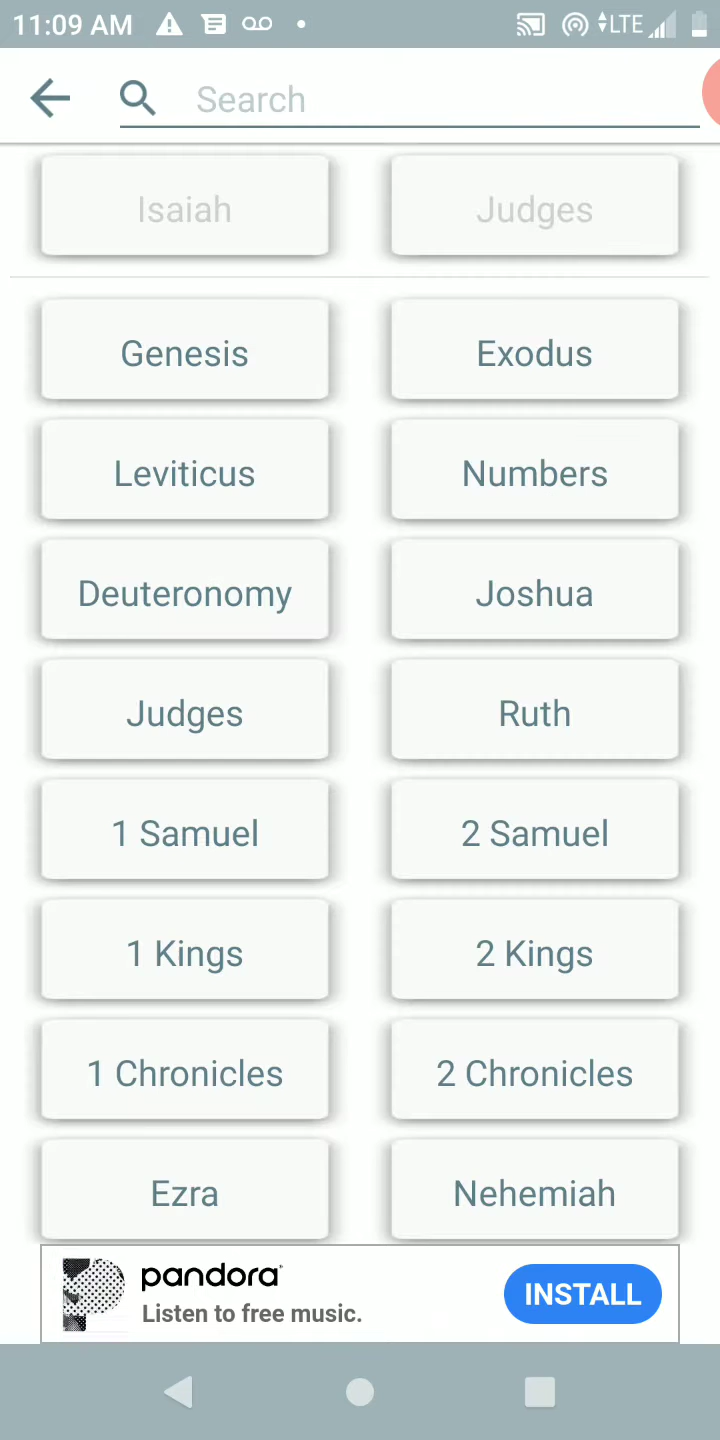 11:09 AM LTE
Search
Isaiah Judges
Genesis Exodus
Leviticus Numbers
Deuteronomy Joshua
Judges Ruth
1 Samuel 2 Samuel
1 Kings 2 Kings
1 Chronicles 2 Chronicles
Ezra Nehemiah
pandora
Listen to free music.
INSTALL